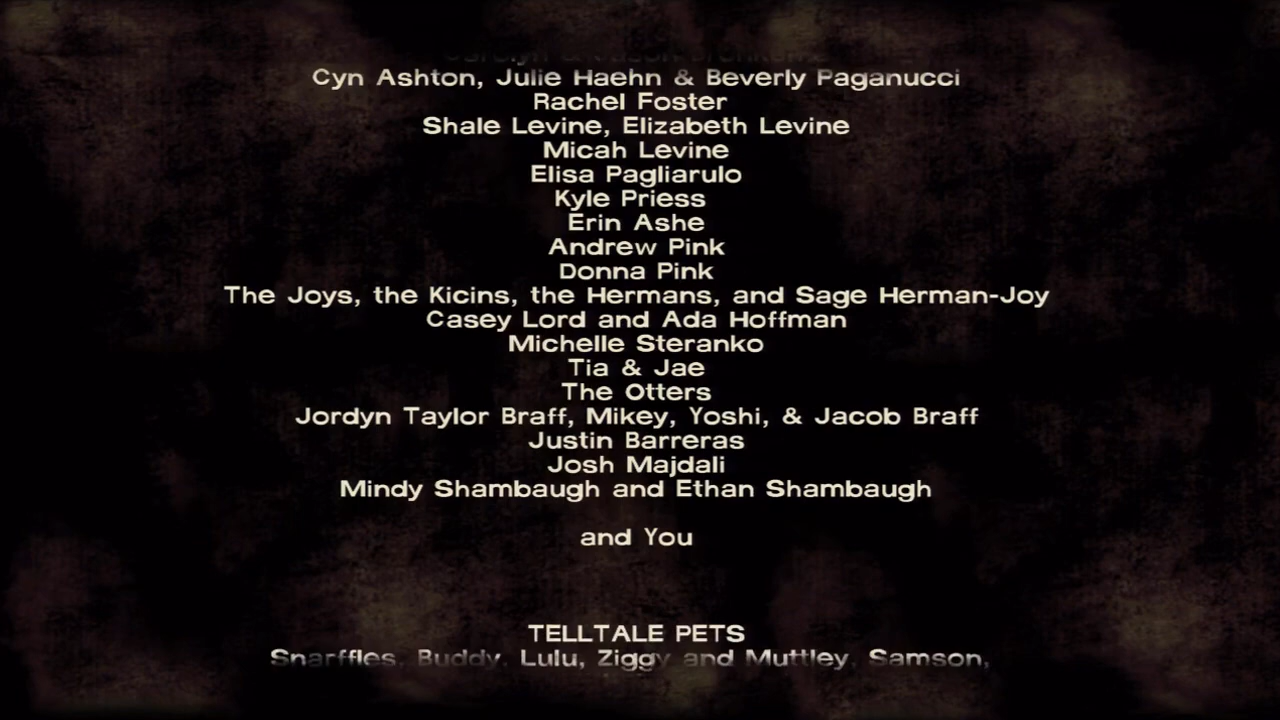 Cyn Ashton, Julie Haehn & Beverly Paganucci
Rachel Foster
Shale Levine, Elizabeth Levine
Micah Levine
Elisa Pagliarulo
Kyle Priess
Erin Ashe
Andrew Pink
Donna Pink
The Joys, the Kicins, the Hermans, and Sage Herman-Joy
Casey Lord and Ada Hoffman
Michelle Steranko
Tia & Jae
The Otters
Jordyn Taylor Braff, Mikey, Yoshi, & Jacob Braff
Justin Barreras
Josh Majdali
Mindy Shambaugh and Ethan Shambaugh
and You
TELLTALE PETS
Snarffles, Buddy, Lulu, Ziggy and Muttley, Samson,